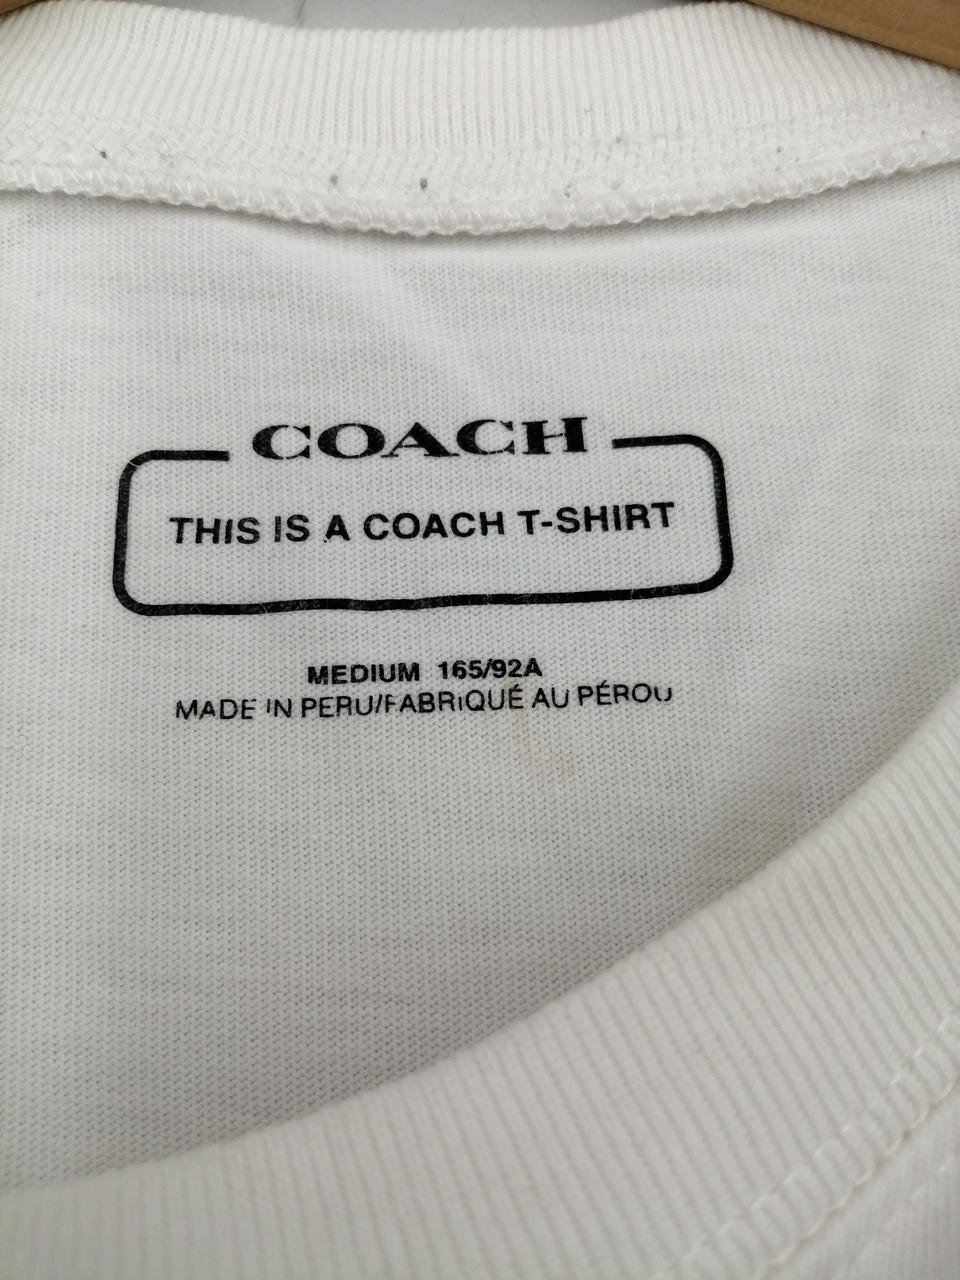 COACH
THIS IS A COACH T-SHIRT
MEDIUM 165/92A
MADE IN PERU/FABRIQUÉ AU PÉROU